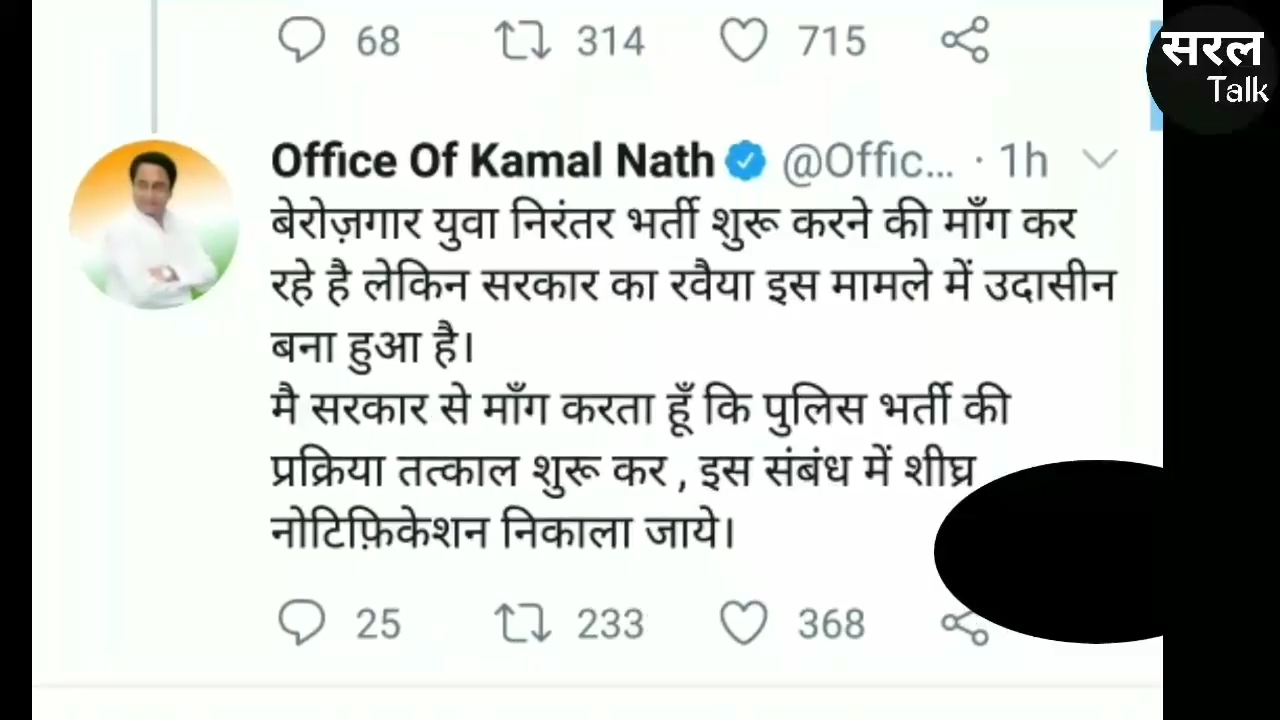 68 314 715
सरल
Talk
Office Of Kamal Nath @Offic... · 1h
बेरोज़गार युवा निरंतर भर्ती शुरू करने की माँग कर
रहे है लेकिन सरकार का रवैया इस मामले में उदासीन
बना हुआ है।
मै सरकार से माँग करता हूँ कि पुलिस भर्ती की
प्रक्रिया तत्काल शुरू कर , इस संबंध में शीघ्र
नोटिफ़िकेशन निकाला जाये।
25 233 368